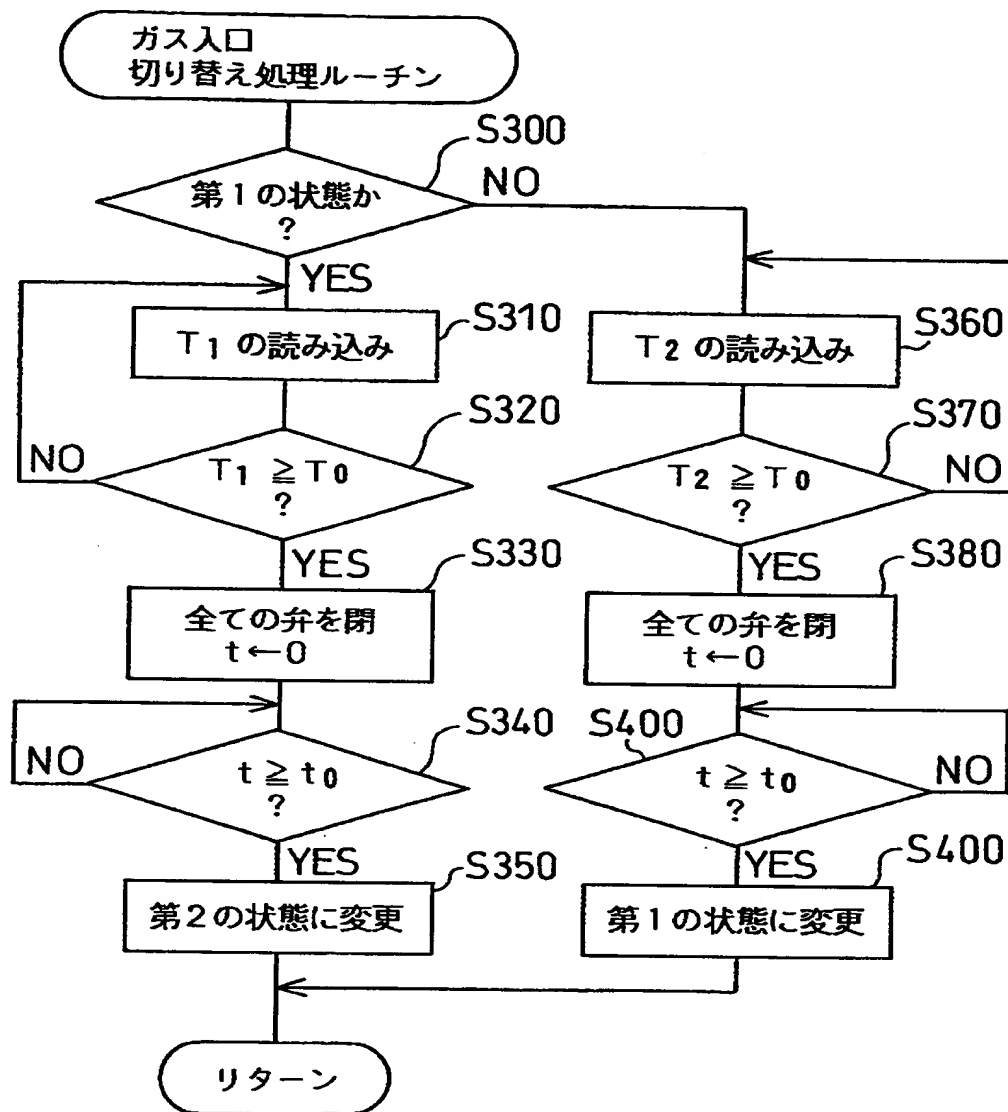 ガス入口
切り替え処理ルーチン
S300
第1の状態か
?
NO
YES
S310
T1 の読み込み
S320
T1 ≧ T0
?
NO
YES
S330
全ての弁を閉
t←0
S340
t ≧ t0
?
NO
YES
S350
第2の状態に変更
S360
T2 の読み込み
S370
T2 ≧ T0
?
NO
YES
S380
全ての弁を閉
t←0
S400
t ≧ t0
?
NO
YES
S400
第1の状態に変更
リターン